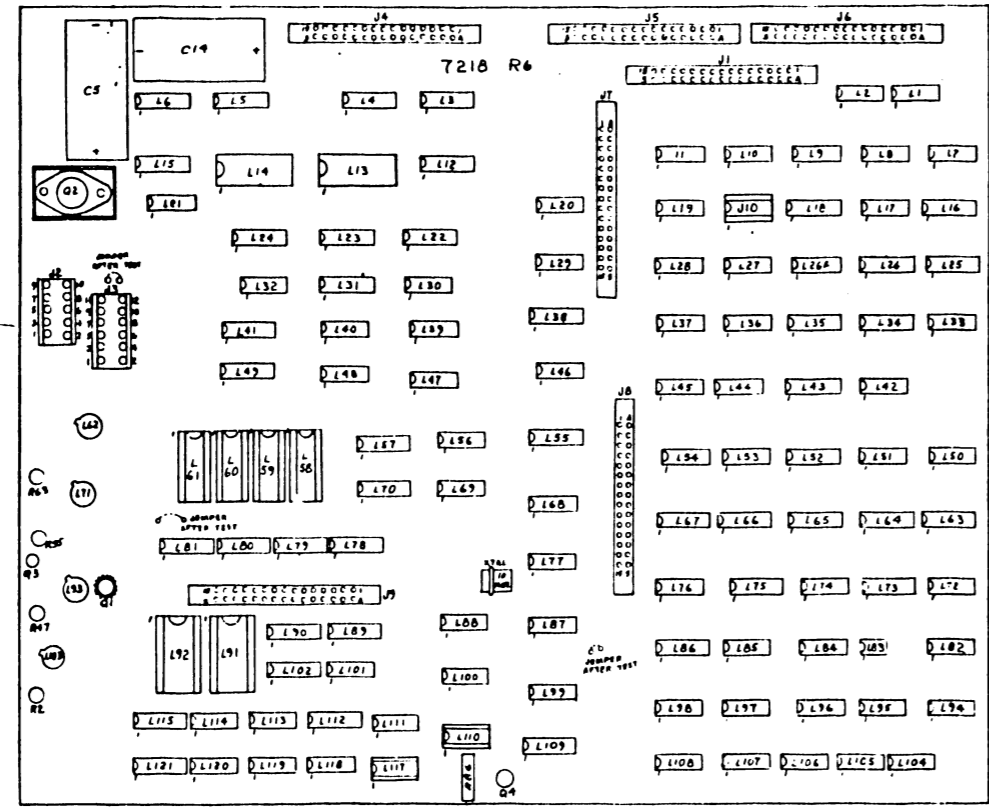 J4 J5 J6
C14
7218 R6
J1
C5
L6 L5 L4 L3 L2 L1
J7
L15 L14 L13 L12 11 L10 L9 L8 L7
Q2
L21 L20 L19 J10 L18 L17 L16
L24 L23 L22
JUMPER
AFTER TEST
L29 L28 L27 L26A L26 L25
J2
J3
L32 L31 L30
L41 L40 L39 L38 L37 L36 L35 L34 L33
L49 L48 L47 L46 L45 L44 L43 L42
J8
L62
L61 L60 L59 L58 L57 L56 L55 L54 L53 L52 L51 L50
R63
L71
L70 L69 L68 L67 L66 L65 L64 L63
JUMPER
AFTER TEST
L81 L80 L79 L78 L77
Q3
XTAL
10
L93
Q1
J9
L76 L75 L74 L73 L72
R47
L92 L91 L90 L89 L88 L87 L86 L85 L84 L83 L82
JUMPER
AFTER TEST
L102 L101 L100 L99
R2
L98 L97 L96 L95 L94
L115 L114 L113 L112 L111 L110 L109
L121 L120 L119 L118 L117
Q4
L108 L107 L106 L105 L104